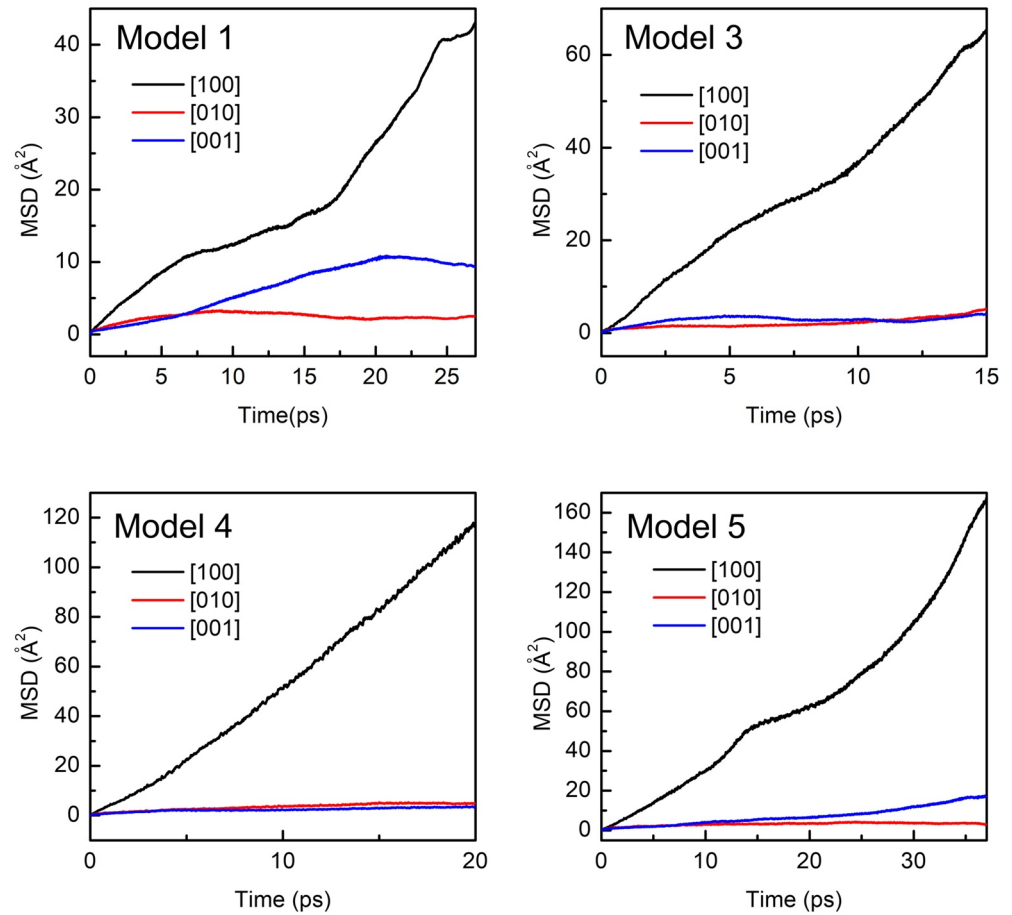 Model 1
[100]
[010]
[001]
MSD (Å²)
40
30
20
10
0
0 5 10 15 20 25
Time(ps)
Model 3
[100]
[010]
[001]
MSD (Å²)
60
40
20
0
0 5 10 15
Time (ps)
Model 4
[100]
[010]
[001]
MSD (Å²)
120
100
80
60
40
20
0
0 10 20
Time (ps)
Model 5
[100]
[010]
[001]
MSD (Å²)
160
140
120
100
80
60
40
20
0
0 10 20 30
Time (ps)